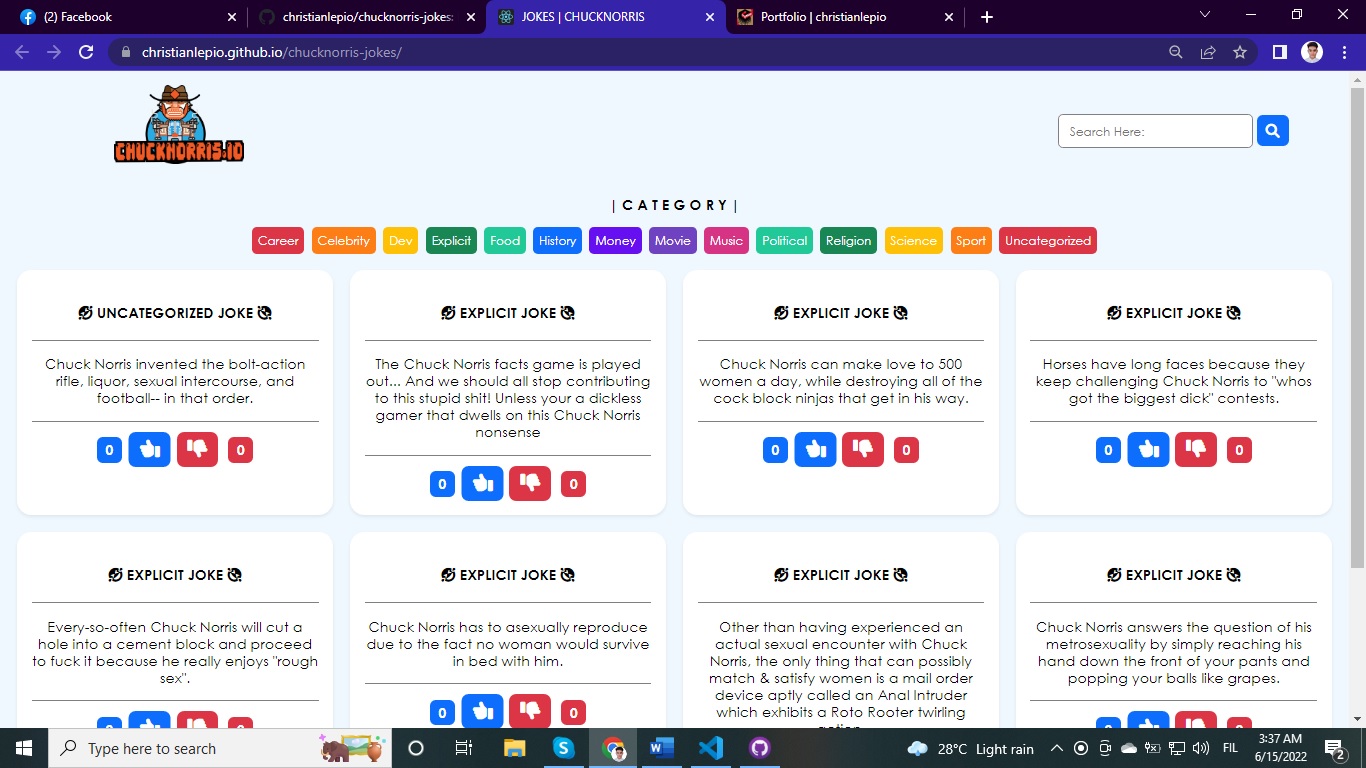 (2) Facebook
christianlepio/chucknorris-jokes:
JOKES | CHUCKNORRIS
Portfolio | christianlepio
christianlepio.github.io/chucknorris-jokes/
CHUCKNORRIS.IO
Search Here:
| C A T E G O R Y |
Career Celebrity Dev Explicit Food History Money Movie Music Political Religion Science Sport Uncategorized
UNCATEGORIZED JOKE
Chuck Norris invented the bolt-action
rifle, liquor, sexual intercourse, and
football-- in that order.
0 0
EXPLICIT JOKE
The Chuck Norris facts game is played
out... And we should all stop contributing
to this stupid shit! Unless your a dickless
gamer that dwells on this Chuck Norris
nonsense
0 0
EXPLICIT JOKE
Chuck Norris can make love to 500
women a day, while destroying all of the
cock block ninjas that get in his way.
0 0
EXPLICIT JOKE
Horses have long faces because they
keep challenging Chuck Norris to "whos
got the biggest dick" contests.
0 0
EXPLICIT JOKE
Every-so-often Chuck Norris will cut a
hole into a cement block and proceed
to fuck it because he really enjoys "rough
sex".
0 0
EXPLICIT JOKE
Chuck Norris has to asexually reproduce
due to the fact no woman would survive
in bed with him.
0 0
EXPLICIT JOKE
Other than having experienced an
actual sexual encounter with Chuck
Norris, the only thing that can possibly
match & satisfy women is a mail order
device aptly called an Anal Intruder
which exhibits a Roto Rooter twirling
EXPLICIT JOKE
Chuck Norris answers the question of his
metrosexuality by simply reaching his
hand down the front of your pants and
popping your balls like grapes.
0 0
Type here to search
28°C Light rain
FIL
3:37 AM
6/15/2022
2